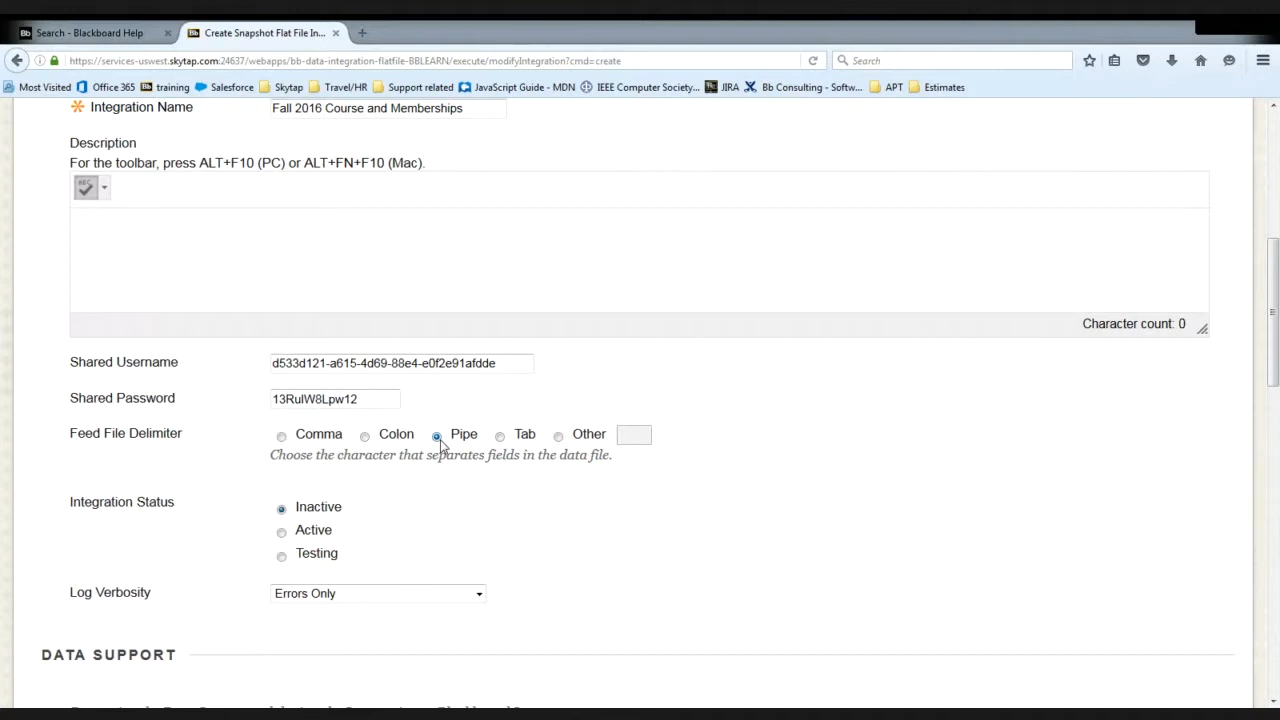 Search - Blackboard Help
Create Snapshot Flat File In...
https://services-uswest.skytap.com:24637/webapps/bb-data-integration-flatfile-BBLEARN/execute/modifyIntegration?cmd=create
Search
Most Visited Office 365 training Salesforce Skytap Travel/HR Support related JavaScript Guide - MDN IEEE Computer Society... JIRA Bb Consulting - Softw... APT Estimates
Integration Name Fall 2016 Course and Memberships
Description
For the toolbar, press ALT+F10 (PC) or ALT+FN+F10 (Mac).
Character count: 0
Shared Username d533d121-a615-4d69-88e4-e0f2e91afdde
Shared Password 13RulW8Lpw12
Feed File Delimiter Comma Colon Pipe Tab Other
Choose the character that separates fields in the data file.
Integration Status Inactive
Active
Testing
Log Verbosity Errors Only
DATA SUPPORT